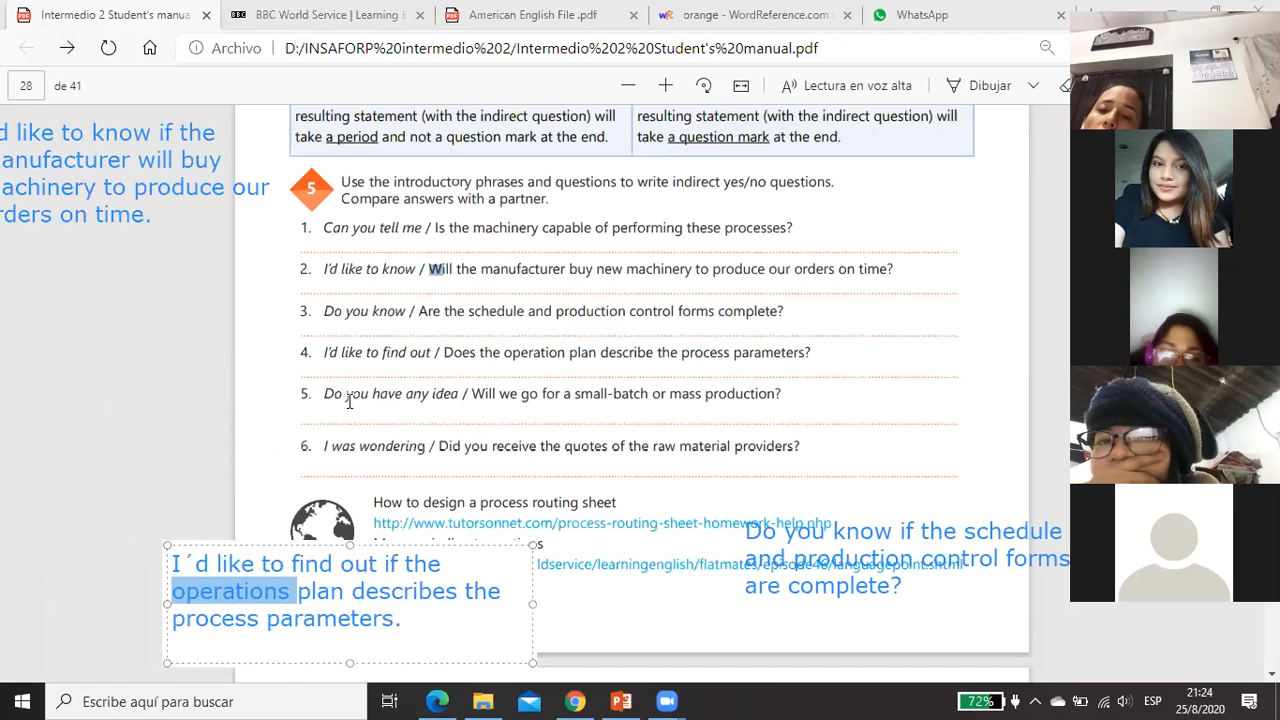 Intermedio 2 Student's manua
BBC World Service | Learning E
American English File .pdf
orange - WordReference.com
WhatsApp
Archivo
D:/INSAFORP%20intermedio%202/Intermedio%202%20Student's%20manual.pdf
28 de 41
Lectura en voz alta
Dibujar
resulting statement (with the indirect question) will
take a period and not a question mark at the end.
resulting statement (with the indirect question) will
take a question mark at the end.
d like to know if the
anufacturer will buy
achinery to produce our
rders on time.
5
Use the introductory phrases and questions to write indirect yes/no questions.
Compare answers with a partner.
1. Can you tell me / Is the machinery capable of performing these processes?
2. I'd like to know / Will the manufacturer buy new machinery to produce our orders on time?
3. Do you know / Are the schedule and production control forms complete?
4. I'd like to find out / Does the operation plan describe the process parameters?
5. Do you have any idea / Will we go for a small-batch or mass production?
6. I was wondering / Did you receive the quotes of the raw material providers?
How to design a process routing sheet
http://www.tutorsonnet.com/process-routing-sheet-homework-help.php
ldservice/learningenglish/flatmates/episode48/languagepoint.shtml
I´d like to find out if the
operations plan describes the
process parameters.
Do you know if the schedule
and production control forms
are complete?
Escribe aquí para buscar
72%
ESP
21:24
25/8/2020